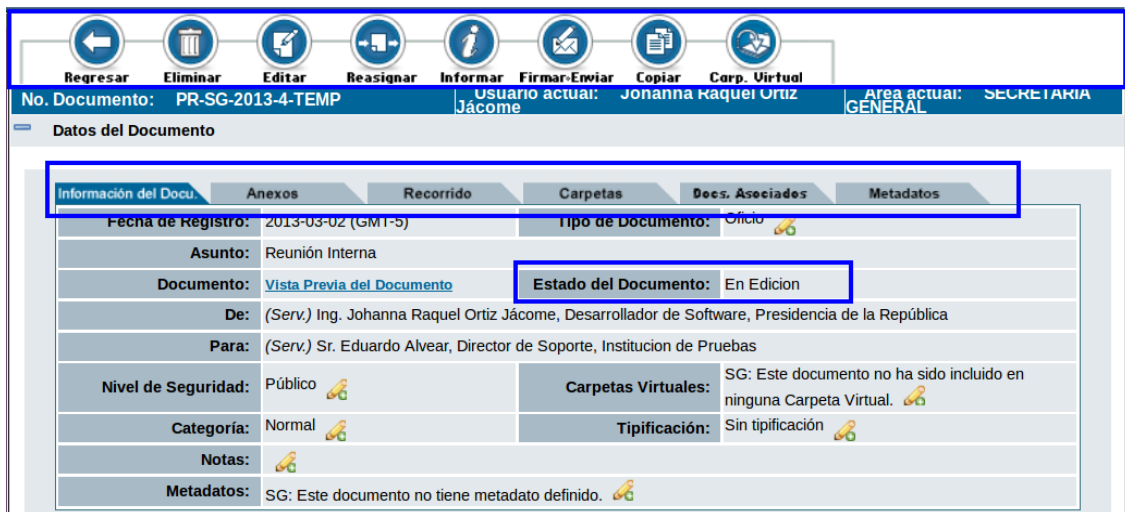 Regresar Eliminar Editar Reasignar Informar Firmar-Enviar Copiar Carp. Virtual
No. Documento: PR-SG-2013-4-TEMP Usuario actual: Johanna Raquel Ortiz Jácome Área actual: SECRETARIA GENERAL
Datos del Documento
Información del Docu. Anexos Recorrido Carpetas Docs. Asociados Metadatos
Fecha de Registro: 2013-03-02 (GMT-5) Tipo de Documento: Oficio
Asunto: Reunión Interna
Documento: Vista Previa del Documento Estado del Documento: En Edicion
De: (Serv.) Ing. Johanna Raquel Ortiz Jácome, Desarrollador de Software, Presidencia de la República
Para: (Serv.) Sr. Eduardo Alvear, Director de Soporte, Institucion de Pruebas
Nivel de Seguridad: Público Carpetas Virtuales: SG: Este documento no ha sido incluido en
ninguna Carpeta Virtual.
Categoría: Normal Tipificación: Sin tipificación
Notas:
Metadatos: SG: Este documento no tiene metadato definido.